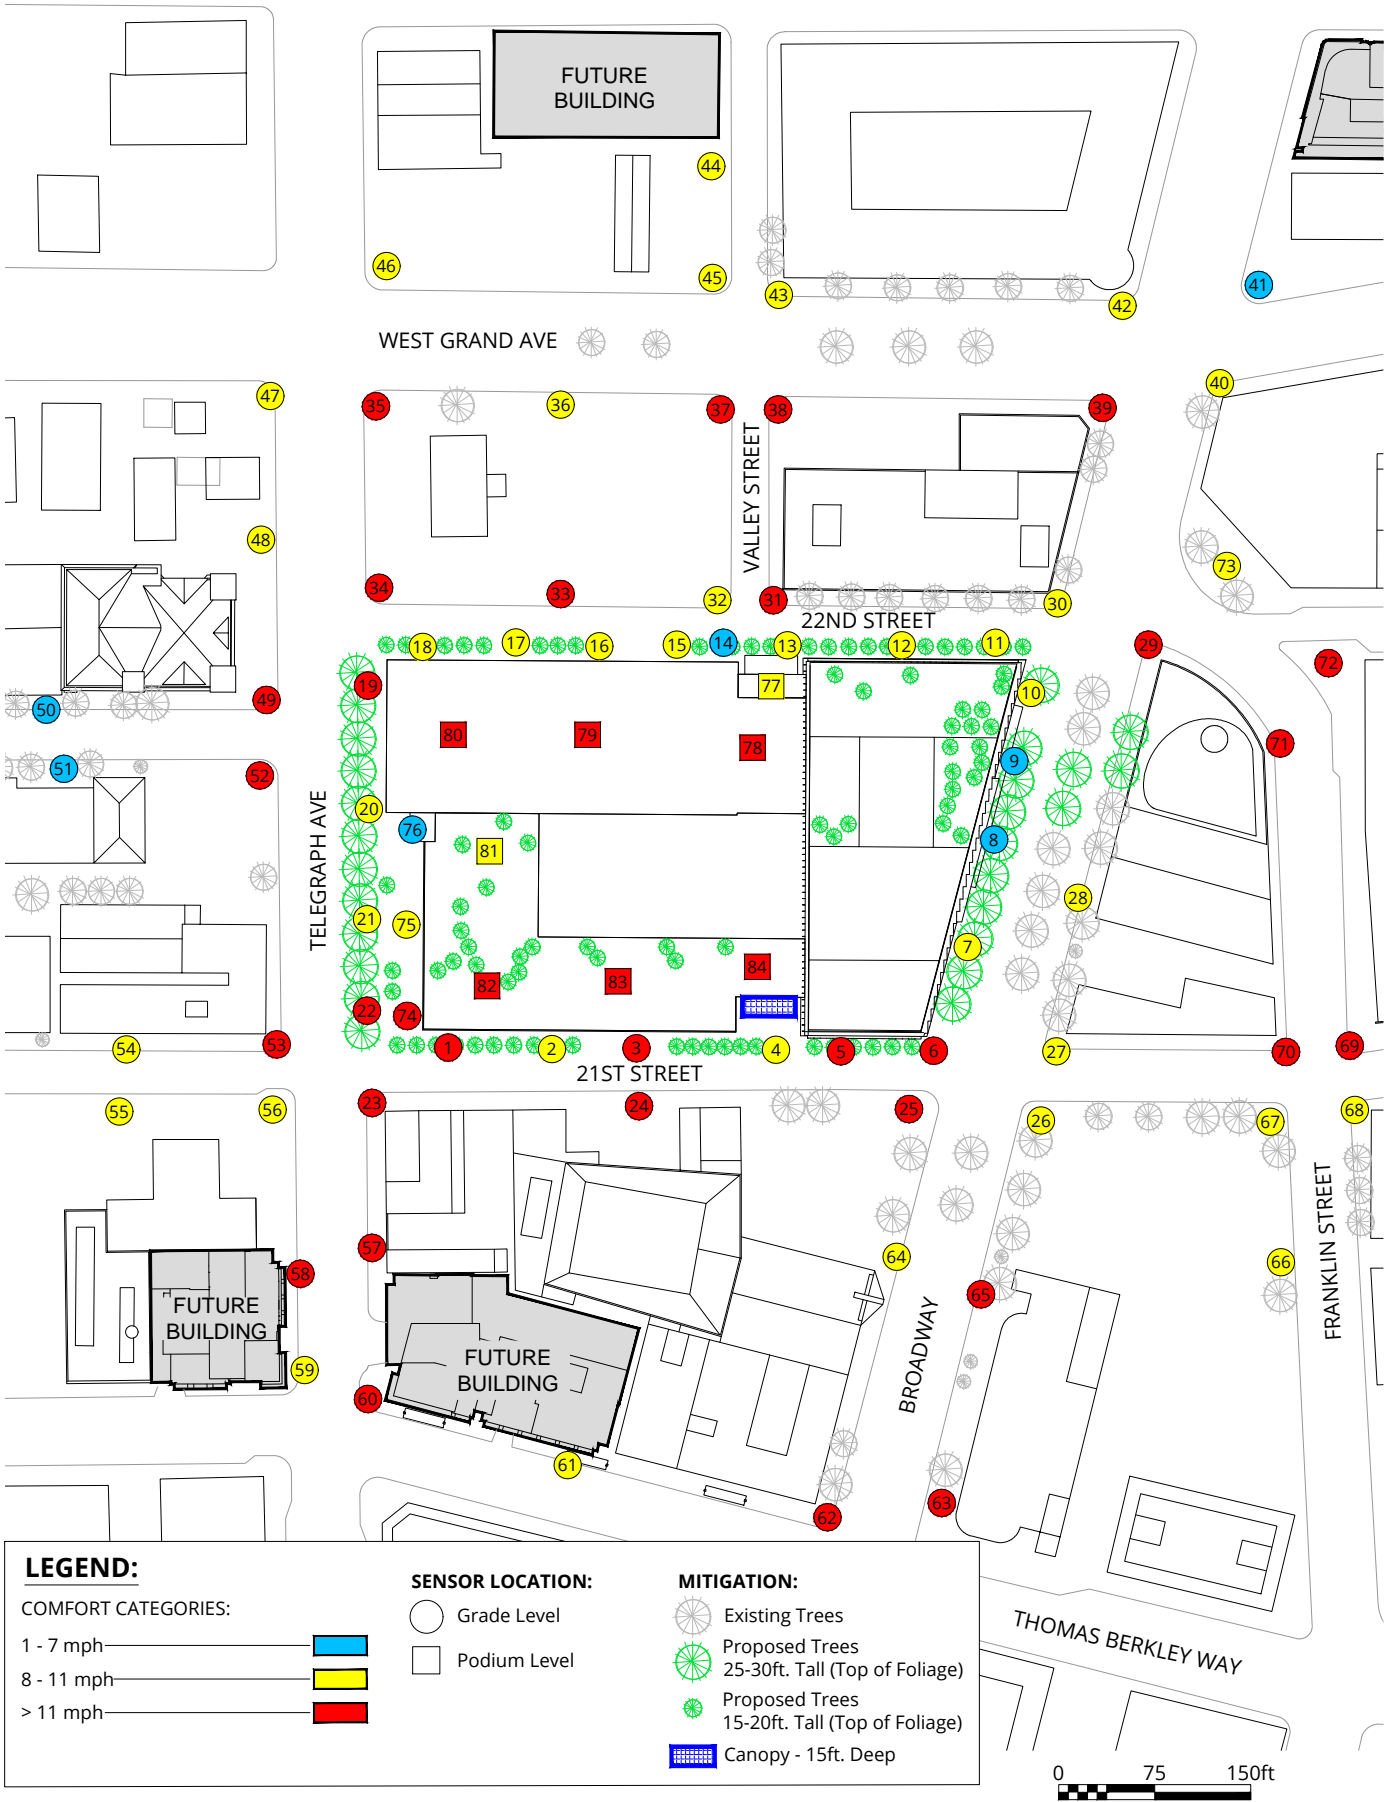 FUTURE
BUILDING
44
46
45
43
42
41
WEST GRAND AVE
47
35
36
37
38
39
40
VALLEY STREET
48
73
34
33
32
31
30
22ND STREET
18
17
16
15
14
13
12
11
29
72
19
77
10
49
50
80
79
78
71
51
52
9
TELEGRAPH AVE
20
76
8
81
21
75
28
7
84
82
83
22
74
54
53
1
2
3
4
5
6
27
70
69
21ST STREET
55
56
23
24
25
26
67
68
FRANKLIN STREET
57
64
66
58
65
FUTURE
BUILDING
BROADWAY
FUTURE
BUILDING
59
60
61
62
63
THOMAS BERKLEY WAY
LEGEND:
COMFORT CATEGORIES:
1 - 7 mph
8 - 11 mph
> 11 mph
SENSOR LOCATION:
Grade Level
Podium Level
MITIGATION:
Existing Trees
Proposed Trees
25-30ft. Tall (Top of Foliage)
Proposed Trees
15-20ft. Tall (Top of Foliage)
Canopy - 15ft. Deep
0 75 150ft